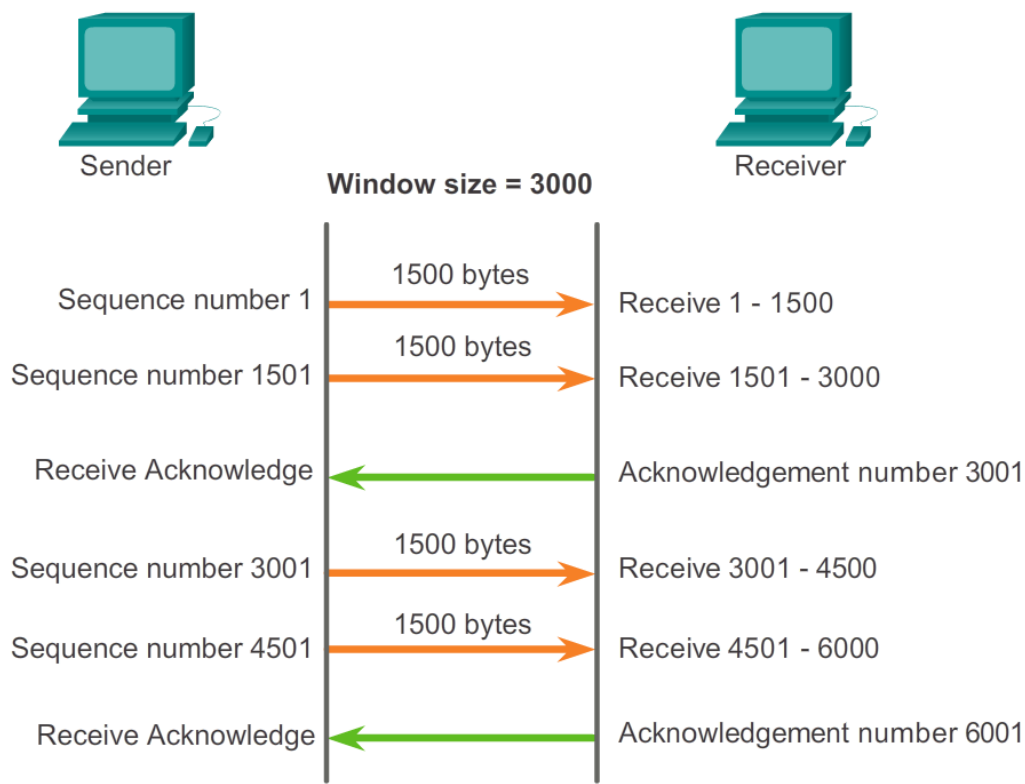 Sender
Receiver
Window size = 3000
1500 bytes
Sequence number 1
Receive 1 - 1500
1500 bytes
Sequence number 1501
Receive 1501 - 3000
Receive Acknowledge
Acknowledgement number 3001
1500 bytes
Sequence number 3001
Receive 3001 - 4500
1500 bytes
Sequence number 4501
Receive 4501 - 6000
Receive Acknowledge
Acknowledgement number 6001